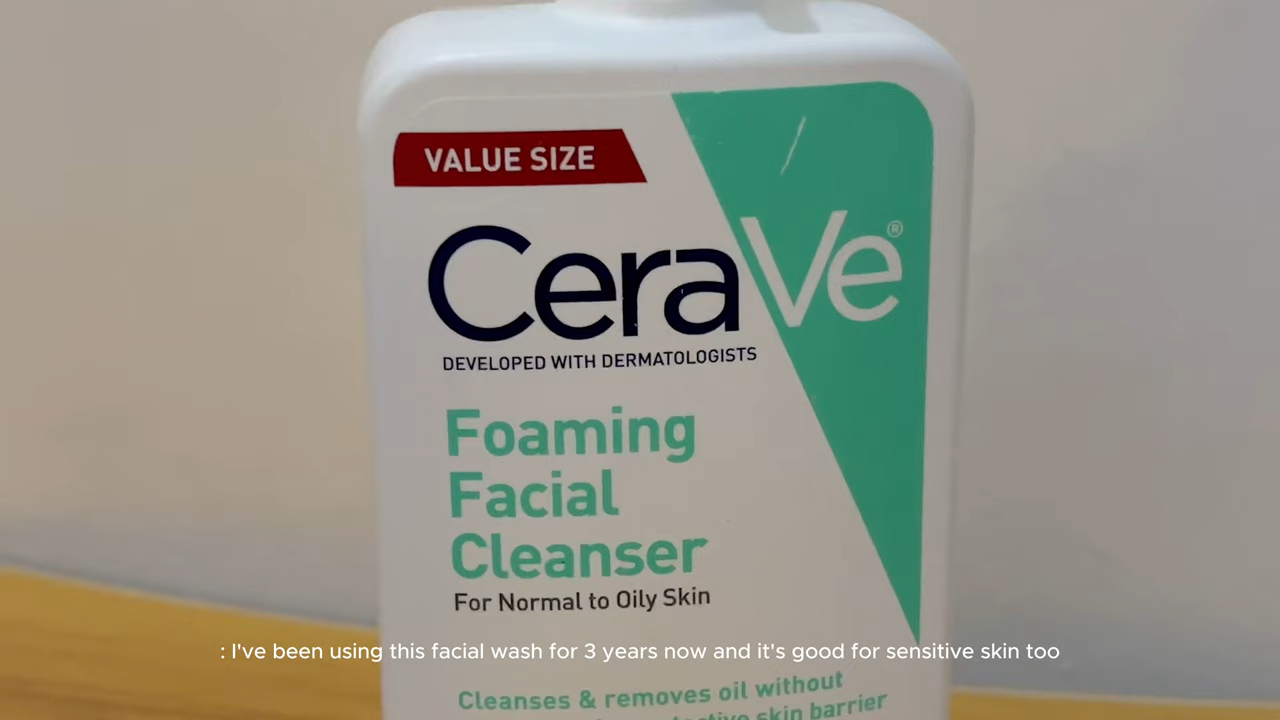 VALUE SIZE
CeraVe®
DEVELOPED WITH DERMATOLOGISTS
Foaming
Facial
Cleanser
For Normal to Oily Skin
: I've been using this facial wash for 3 years now and it's good for sensitive skin too
Cleanses & removes oil without
skin barrier